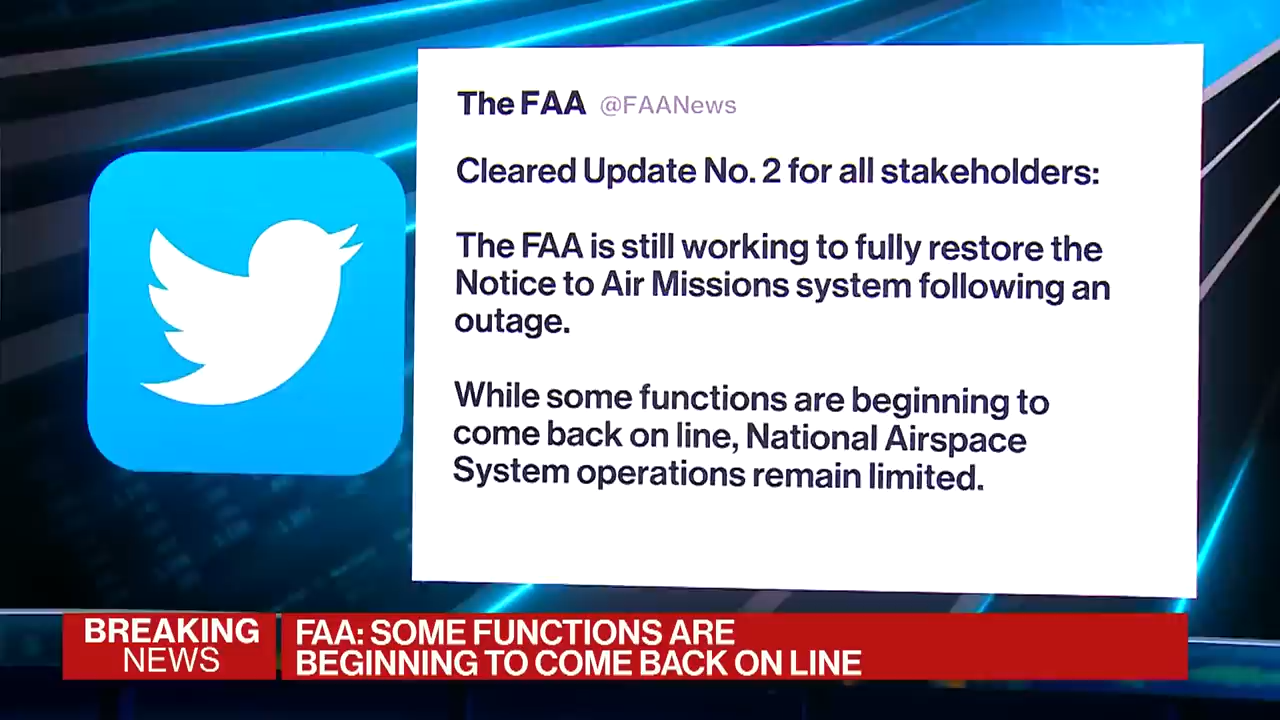 The FAA @FAANews
Cleared Update No. 2 for all stakeholders:
The FAA is still working to fully restore the
Notice to Air Missions system following an
outage.
While some functions are beginning to
come back on line, National Airspace
System operations remain limited.
BREAKING
NEWS
FAA: SOME FUNCTIONS ARE
BEGINNING TO COME BACK ON LINE